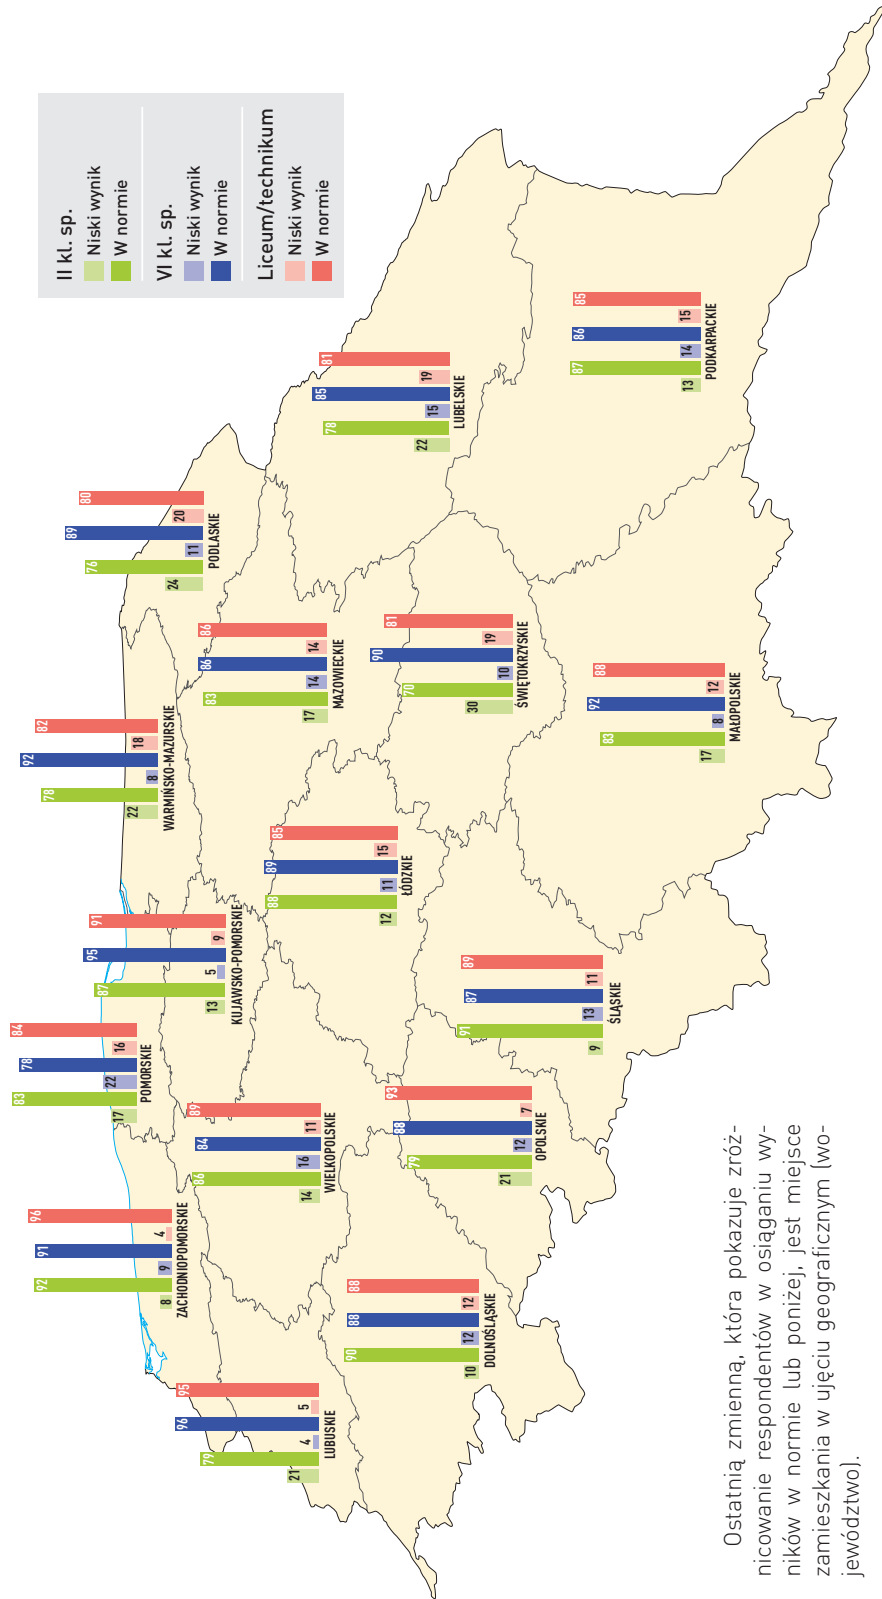 II kl. sp.
Niski wynik
W normie
VI kl. sp.
Niski wynik
W normie
Liceum/technikum
Niski wynik
W normie
17 83 22 78 16 84
POMORSKIE
22 78 8 92 18 82
WARMIŃSKO-MAZURSKIE
8 92 9 91 4 96
ZACHODNIOPOMORSKIE
24 76 11 89 20 80
PODLASKIE
13 87 5 95 9 91
KUJAWSKO-POMORSKIE
21 79 4 96 5 95
LUBUSKIE
14 86 16 84 11 89
WIELKOPOLSKIE
17 83 14 86 14 86
MAZOWIECKIE
12 88 11 89 15 85
ŁÓDZKIE
22 78 15 85 19 81
LUBELSKIE
10 90 12 88 12 88
DOLNOŚLĄSKIE
21 79 12 88 7 93
OPOLSKIE
30 70 10 90 19 81
ŚWIĘTOKRZYSKIE
9 91 13 87 11 89
ŚLĄSKIE
17 83 8 92 12 88
MAŁOPOLSKIE
13 87 14 86 15 85
PODKARPACKIE
Ostatnią zmienną, która pokazuje zróż-
nicowanie respondentów w osiąganiu wy-
ników w normie lub poniżej, jest miejsce
zamieszkania w ujęciu geograficznym (wo-
jewództwo).